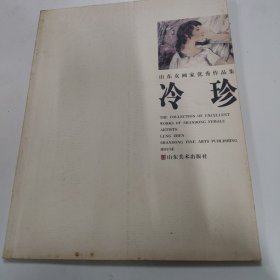 山东女画家优秀作品集
冷 珍
THE COLLECTION OF EXCELLENT
WORKS OF SHANDONG FEMALE
ARTISTS
LENG ZHEN
SHANDONG FINE ARTS PUBLISHING
HOUSE
山东美术出版社